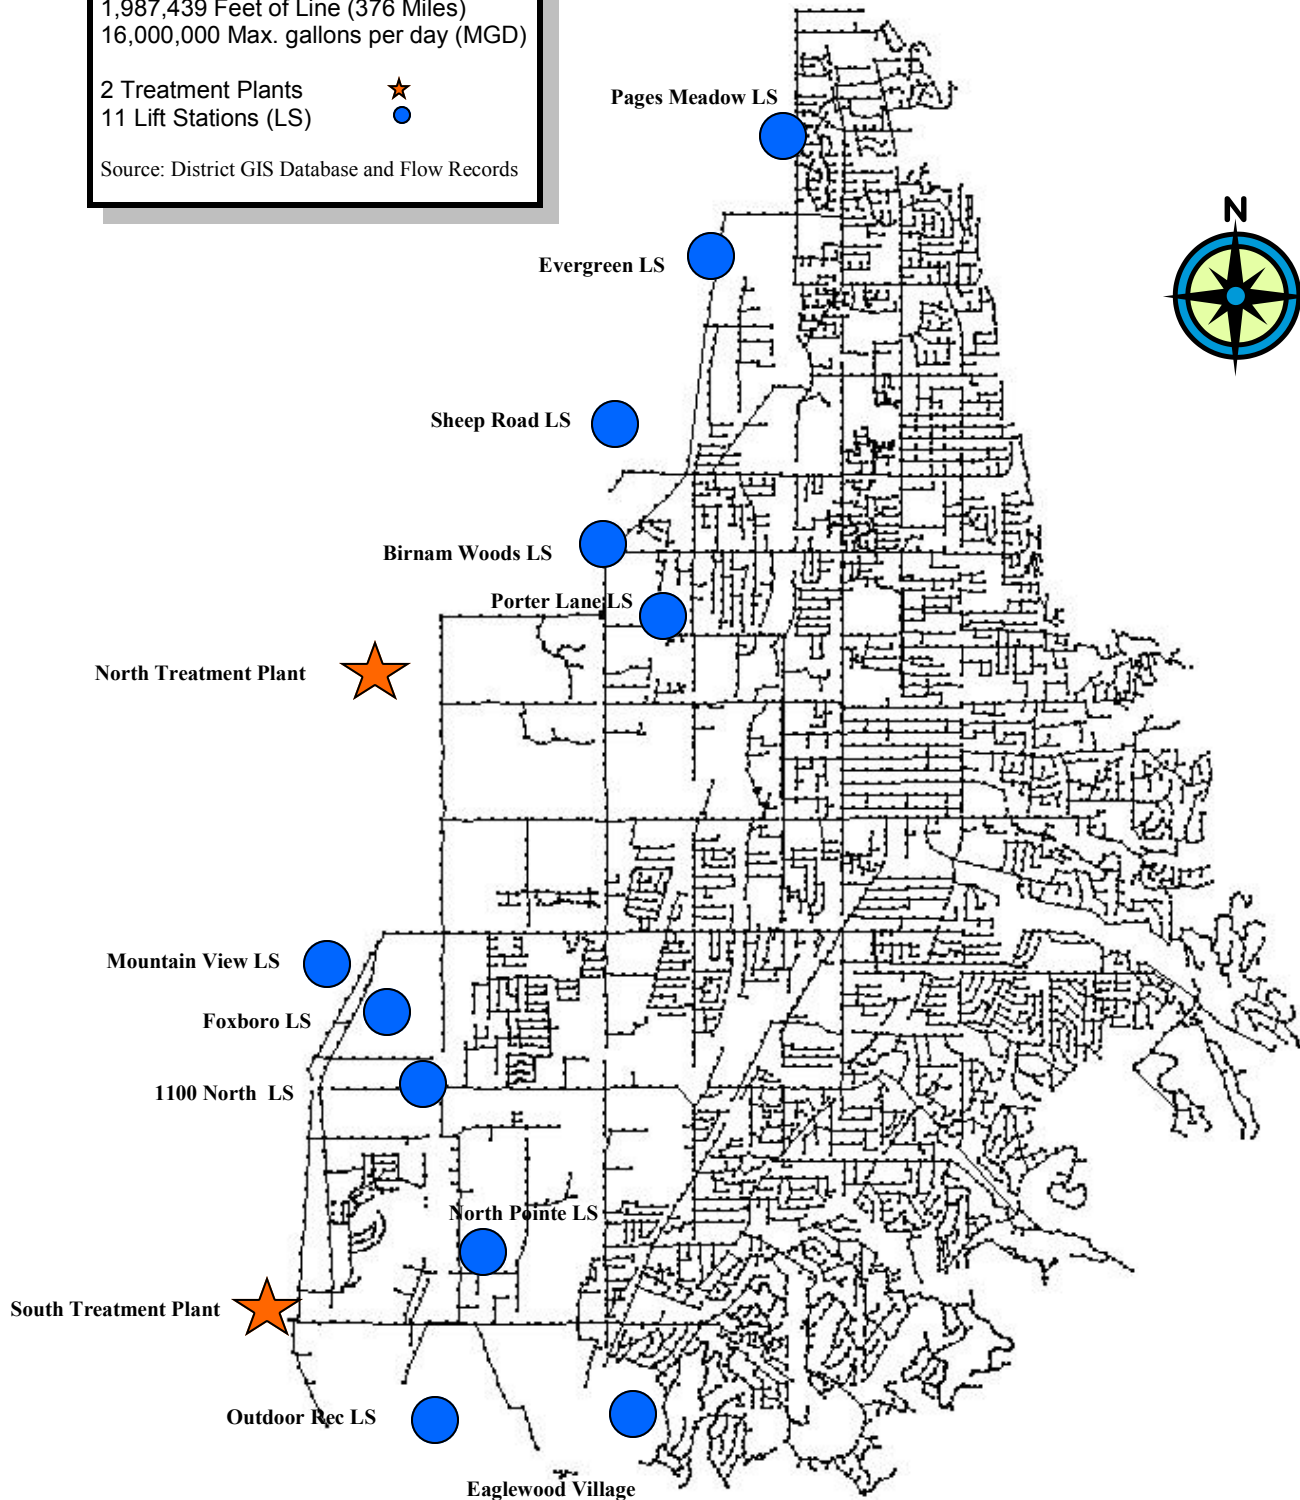 1,987,439 Feet of Line (376 Miles)
16,000,000 Max. gallons per day (MGD)
2 Treatment Plants
11 Lift Stations (LS)
Source: District GIS Database and Flow Records
Pages Meadow LS
N
Evergreen LS
Sheep Road LS
Birnam Woods LS
Porter Lane LS
North Treatment Plant
Mountain View LS
Foxboro LS
1100 North  LS
North Pointe LS
South Treatment Plant
Outdoor Rec LS
Eaglewood Village